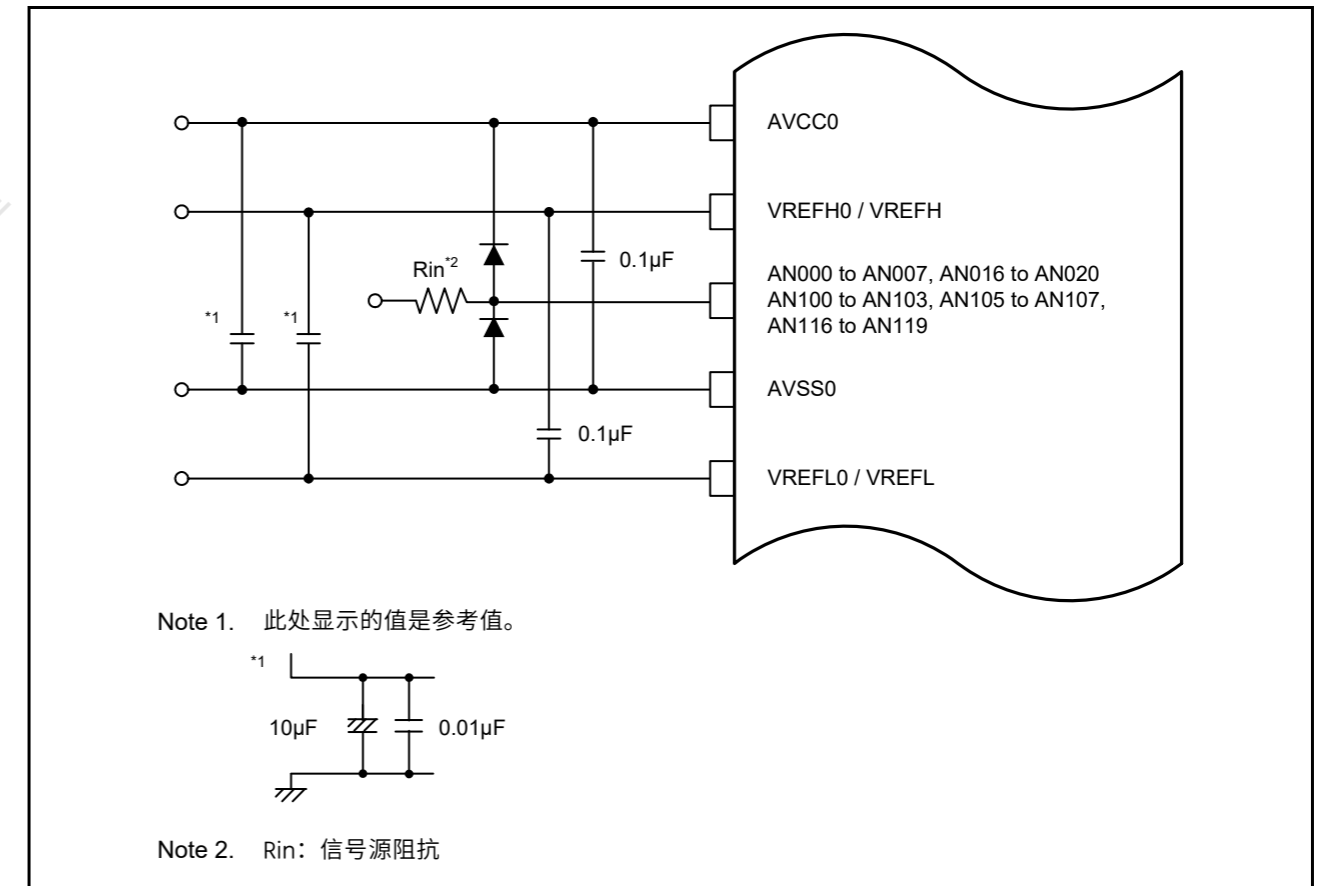 AVCC0
VREFH0 / VREFH
Rin*2
0.1μF
AN000 to AN007, AN016 to AN020
AN100 to AN103, AN105 to AN107,
AN116 to AN119
*1
*1
AVSS0
0.1μF
VREFL0 / VREFL
Note 1. 此处显示的值是参考值。
*1
10μF
0.01μF
Note 2. Rin：信号源阻抗